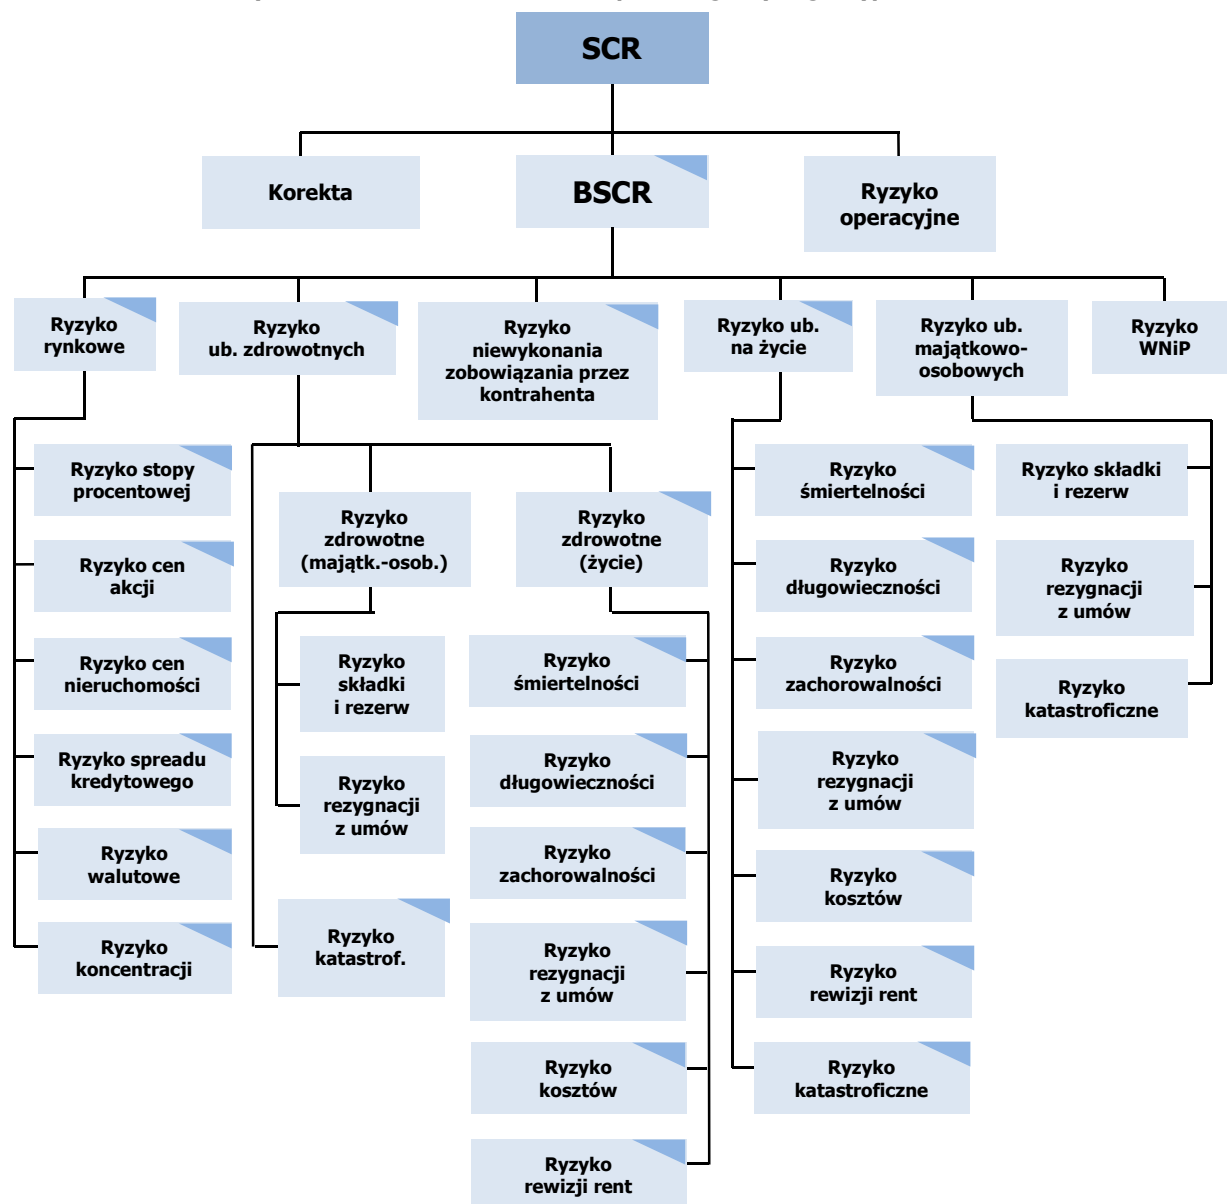 SCR
Korekta
BSCR
Ryzyko
operacyjne
Ryzyko
rynkowe
Ryzyko
ub. zdrowotnych
Ryzyko
niewykonania
zobowiązania przez
kontrahenta
Ryzyko ub.
na życie
Ryzyko ub.
majątkowo-
osobowych
Ryzyko
WNiP
Ryzyko stopy
procentowej
Ryzyko cen
akcji
Ryzyko cen
nieruchomości
Ryzyko spreadu
kredytowego
Ryzyko
walutowe
Ryzyko
koncentracji
Ryzyko
zdrowotne
(majątk.-osob.)
Ryzyko
składki
i rezerw
Ryzyko
rezygnacji
z umów
Ryzyko
katastrof.
Ryzyko
zdrowotne
(życie)
Ryzyko
śmiertelności
Ryzyko
długowieczności
Ryzyko
zachorowalności
Ryzyko
rezygnacji
z umów
Ryzyko
kosztów
Ryzyko
rewizji rent
Ryzyko
śmiertelności
Ryzyko
długowieczności
Ryzyko
zachorowalności
Ryzyko
rezygnacji
z umów
Ryzyko
kosztów
Ryzyko
rewizji rent
Ryzyko
katastroficzne
Ryzyko składki
i rezerw
Ryzyko
rezygnacji
z umów
Ryzyko
katastroficzne